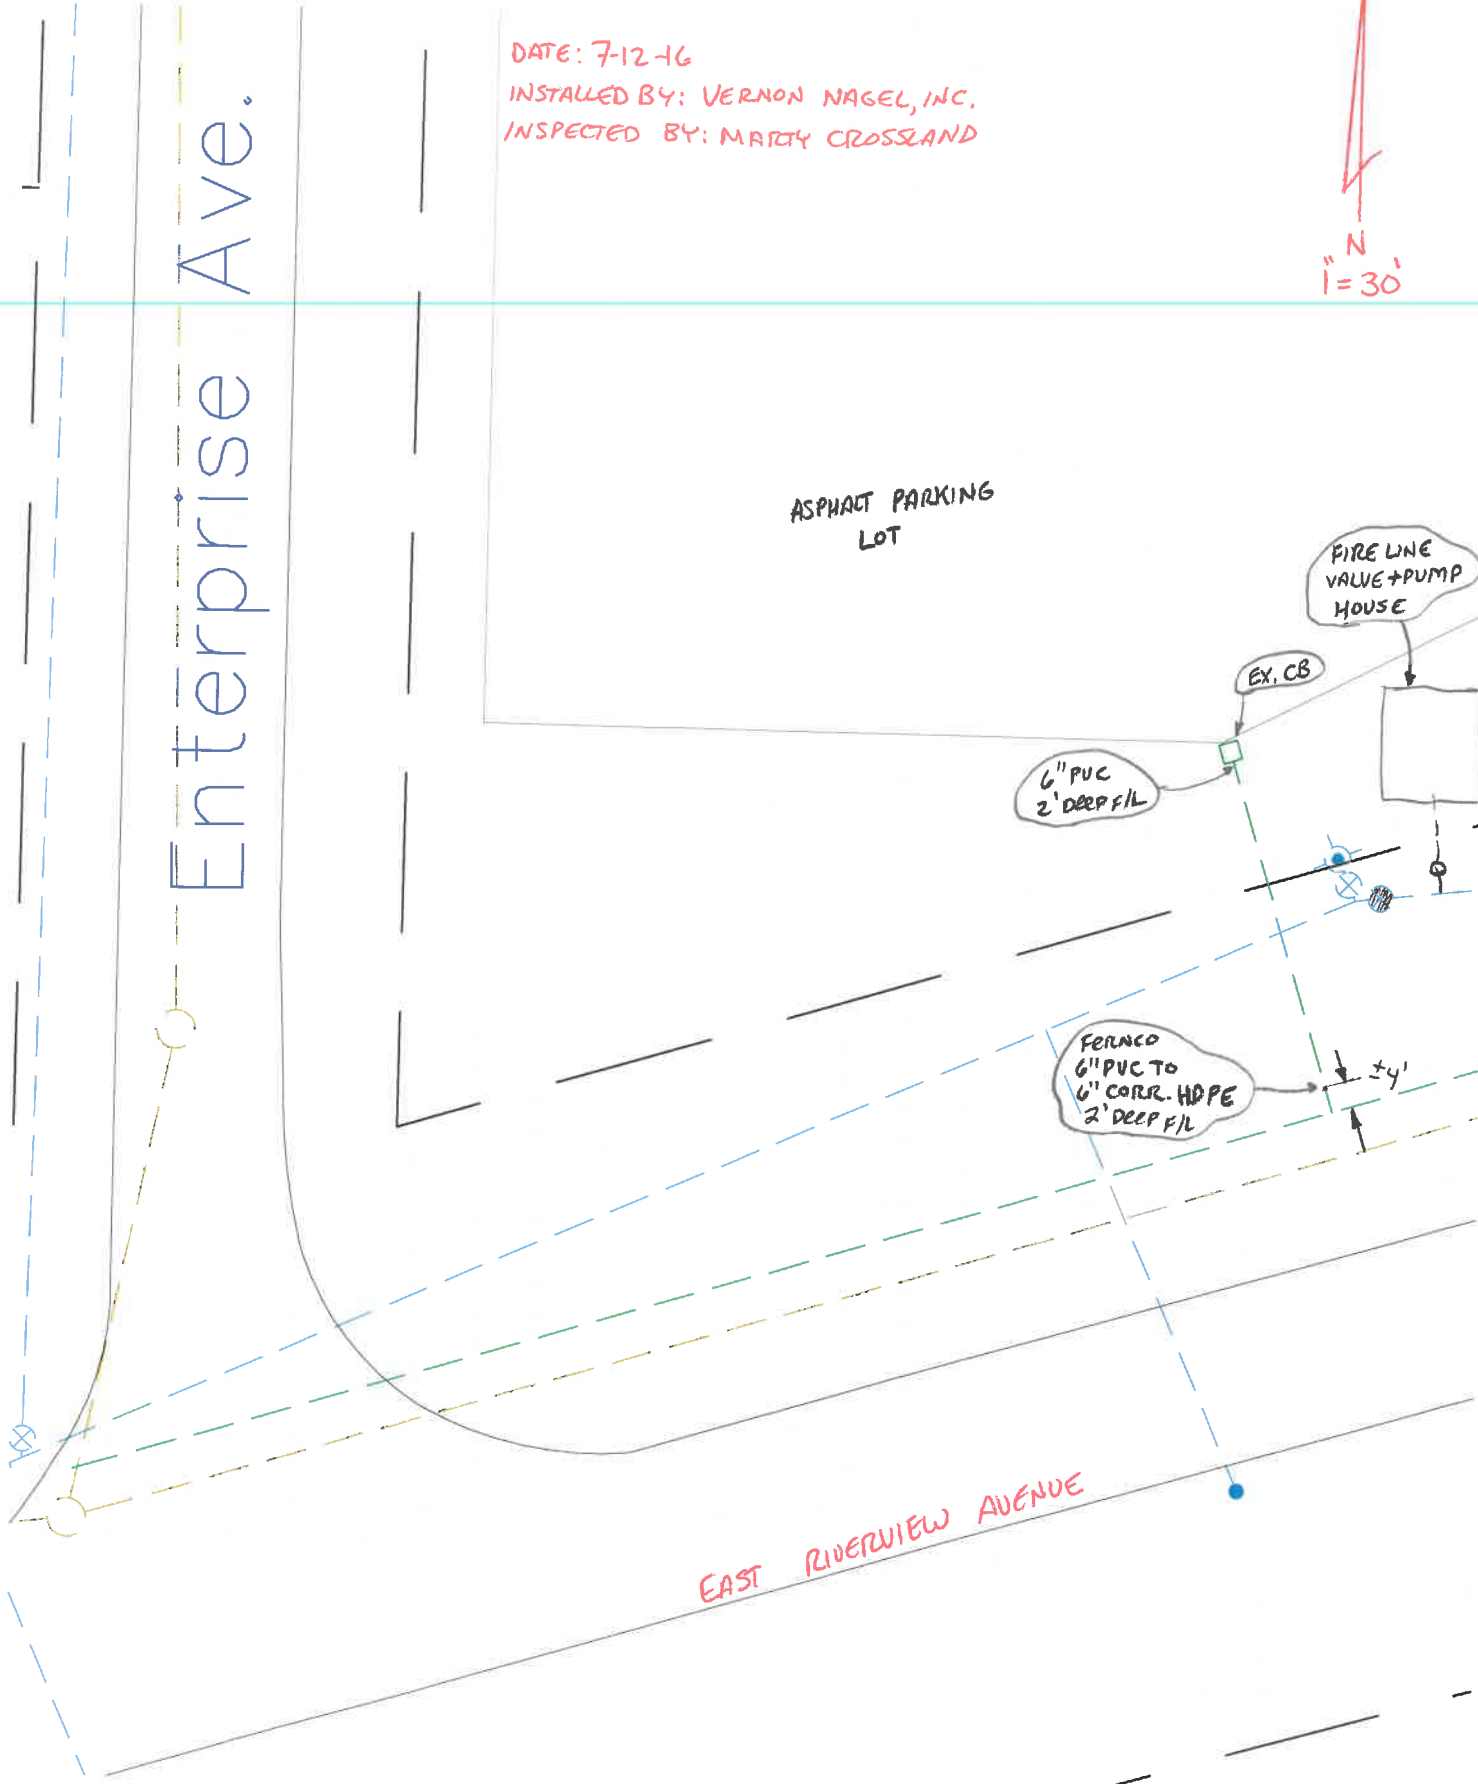 DATE: 7-12-16
INSTALLED BY: VERNON NAGEL, INC.
INSPECTED BY: MARTY CROSSLAND
N
1" = 30'
Enterprise Ave.
ASPHALT PARKING
LOT
FIRE LINE
VALVE + PUMP
HOUSE
EX. CB
6" PVC
2' DEEP F/L
FERNCO
6" PVC TO
6" CORR. HDPE
2' DEEP F/L
±4'
EAST RIVERVIEW AVENUE